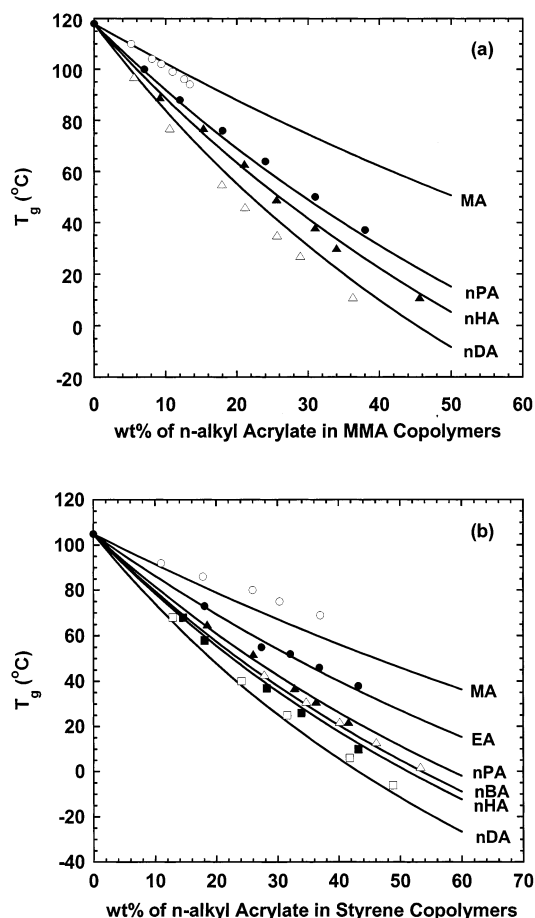 120
(a)
100
80
60
MA
40
20
nPA
nHA
0
nDA
-20
0 10 20 30 40 50 60
T_g (°C)
wt% of n-alkyl Acrylate in MMA Copolymers
120
(b)
100
80
60
40
MA
20
EA
nPA
0
nBA
nHA
-20
nDA
-40
0 10 20 30 40 50 60 70
T_g (°C)
wt% of n-alkyl Acrylate in Styrene Copolymers